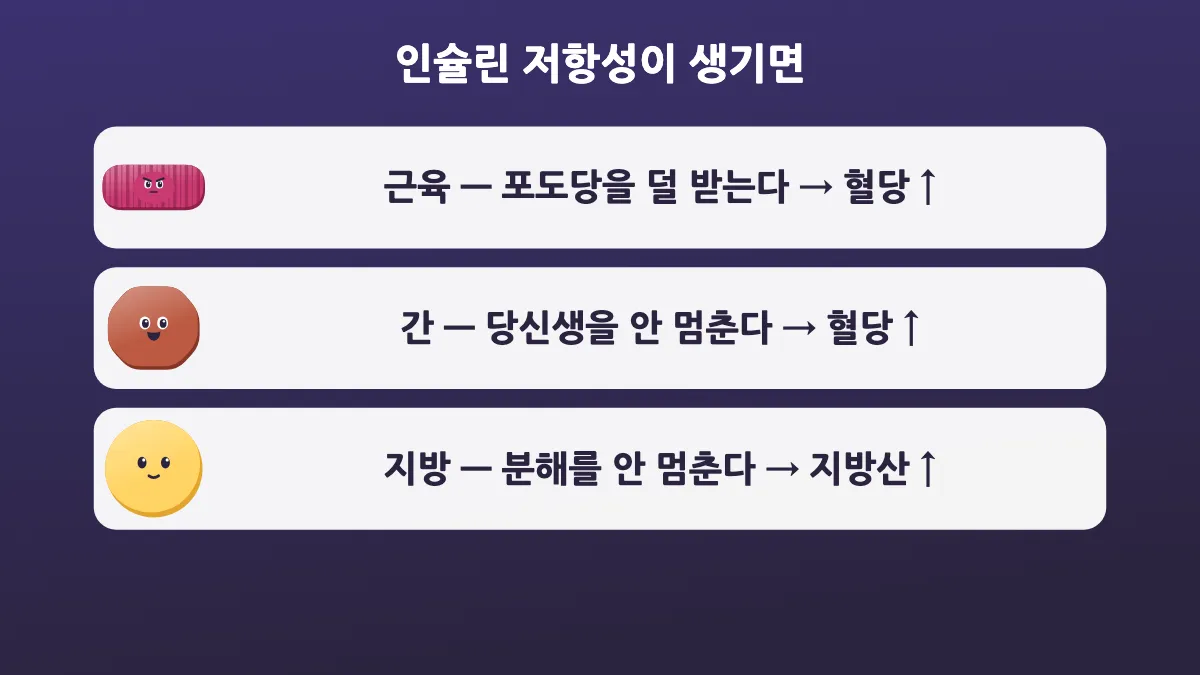 인슐린 저항성이 생기면
근육 — 포도당을 덜 받는다 → 혈당 ↑
간 — 당신생을 안 멈춘다 → 혈당 ↑
지방 — 분해를 안 멈춘다 → 지방산 ↑